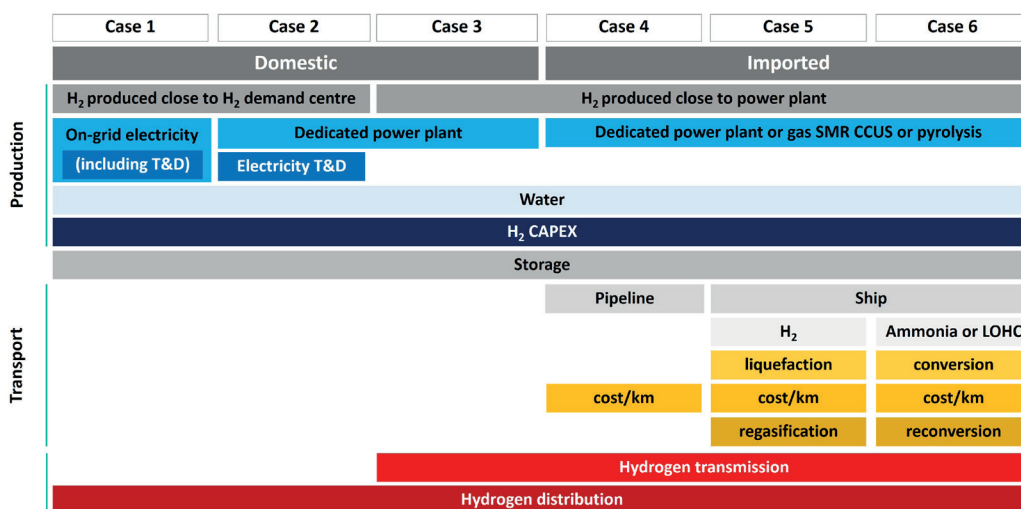 Case 1 Case 2 Case 3 Case 4 Case 5 Case 6
Domestic Imported
H2 produced close to H2 demand centre H2 produced close to power plant
On-grid electricity Dedicated power plant Dedicated power plant or gas SMR CCUS or pyrolysis
(including T&D) Electricity T&D
Production
Water
H2 CAPEX
Storage
Transport
Pipeline Ship
H2 Ammonia or LOHC
liquefaction conversion
cost/km cost/km cost/km
regasification reconversion
Hydrogen transmission
Hydrogen distribution